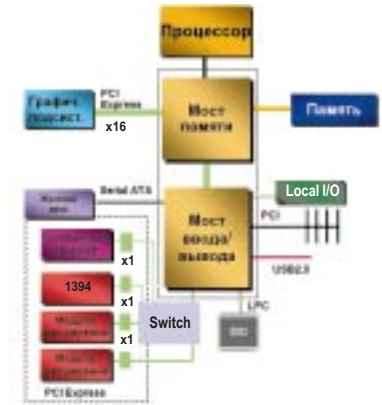 Процессор
PCI
Express
Графич.
подсист.
x16
Мост
памяти
Память
Serial ATA
Local I/O
PCI
Мост
ввода/
вывода
USB2.0
x1
1394
x1
LPC
Switch
x1
SIO
PCI Express